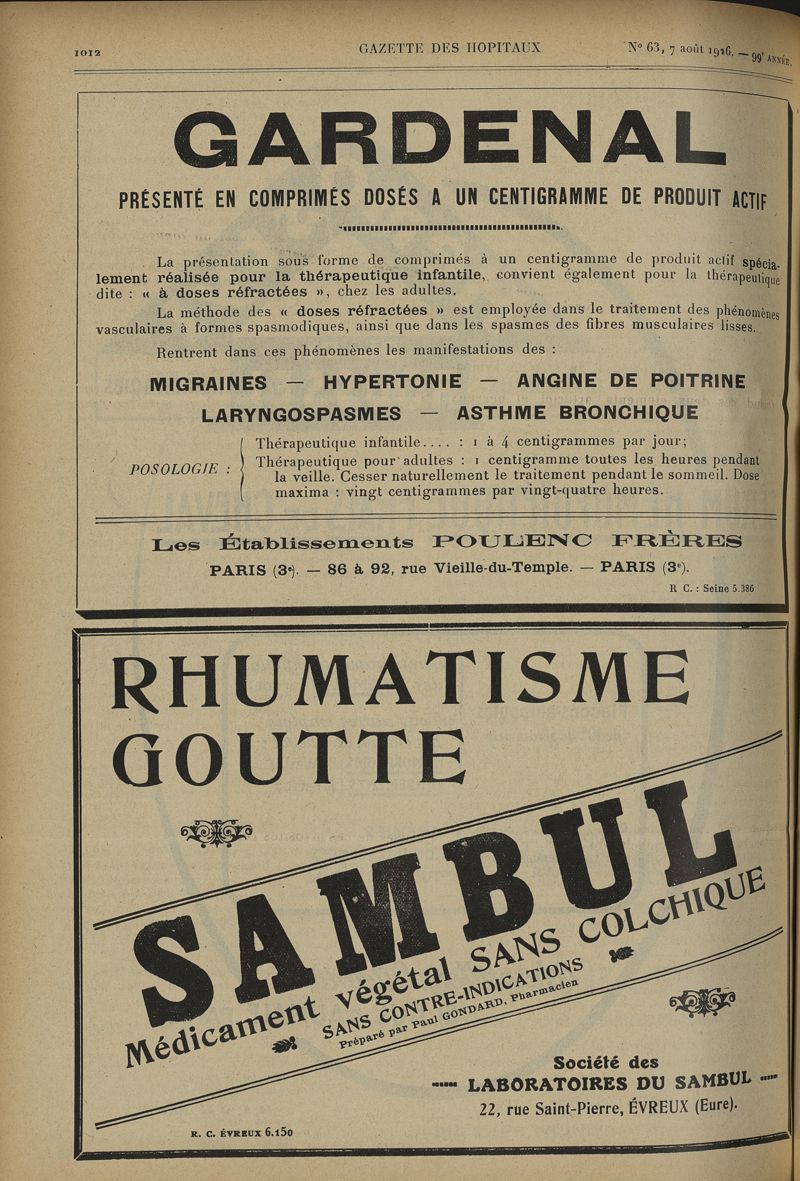 1012 GAZETTE DES HOPITAUX N° 63, 7 août 1926. — 99e ANNÉE.
GARDENAL
PRÉSENTÉ EN COMPRIMÉS DOSÉS A UN CENTIGRAMME DE PRODUIT ACTIF
La présentation sous forme de comprimés à un centigramme de produit actif spécia-
lement réalisée pour la thérapeutique infantile, convient également pour la thérapeutique
dite : « à doses réfractées », chez les adultes.
La méthode des « doses réfractées » est employée dans le traitement des phénomènes
vasculaires à formes spasmodiques, ainsi que dans les spasmes des fibres musculaires lisses.
Rentrent dans ces phénomènes les manifestations des :
MIGRAINES — HYPERTONIE — ANGINE DE POITRINE
LARYNGOSPASMES — ASTHME BRONCHIQUE
POSOLOGIE :
Thérapeutique infantile.... : 1 à 4 centigrammes par jour;
Thérapeutique pour adultes : 1 centigramme toutes les heures pendant
la veille. Cesser naturellement le traitement pendant le sommeil. Dose
maxima : vingt centigrammes par vingt-quatre heures.
Les Établissements POULENC FRÈRES
PARIS (3e). — 86 à 92, rue Vieille-du-Temple. — PARIS (3e).
R C. : Seine 5.386
RHUMATISME
GOUTTE
SAMBUL
Médicament végétal SANS COLCHIQUE
SANS CONTRE-INDICATIONS
Préparé par Paul GONDARD, Pharmacien
Société des
LABORATOIRES DU SAMBUL
22, rue Saint-Pierre, ÉVREUX (Eure).
R. C. ÉVREUX 6.150